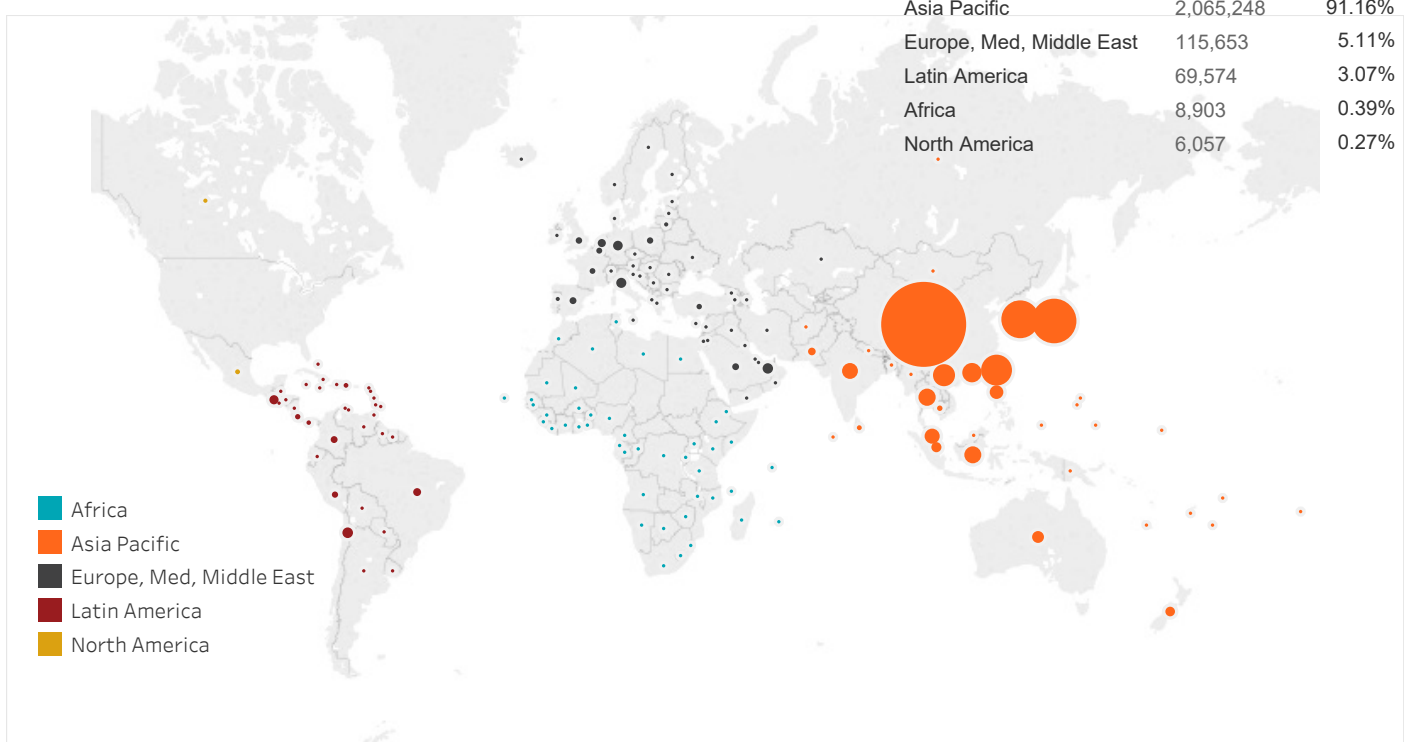 Asia Pacific 2,065,248 91.16%
Europe, Med, Middle East 115,653 5.11%
Latin America 69,574 3.07%
Africa 8,903 0.39%
North America 6,057 0.27%
Africa
Asia Pacific
Europe, Med, Middle East
Latin America
North America